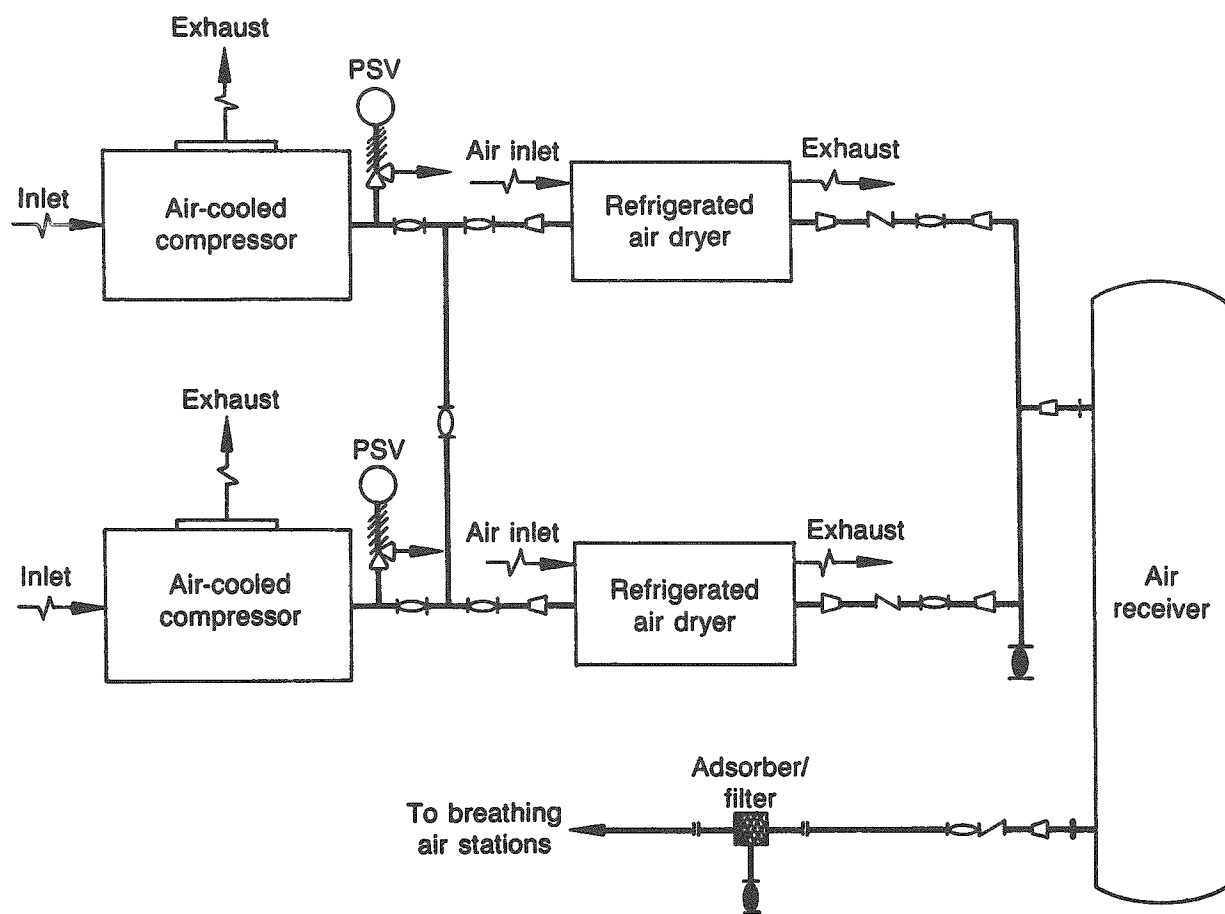 Exhaust
PSV
Air inlet
Exhaust
Inlet
Air-cooled
compressor
Refrigerated
air dryer
Exhaust
PSV
Air inlet
Exhaust
Inlet
Air-cooled
compressor
Refrigerated
air dryer
Air
receiver
Adsorber/
filter
To breathing
air stations